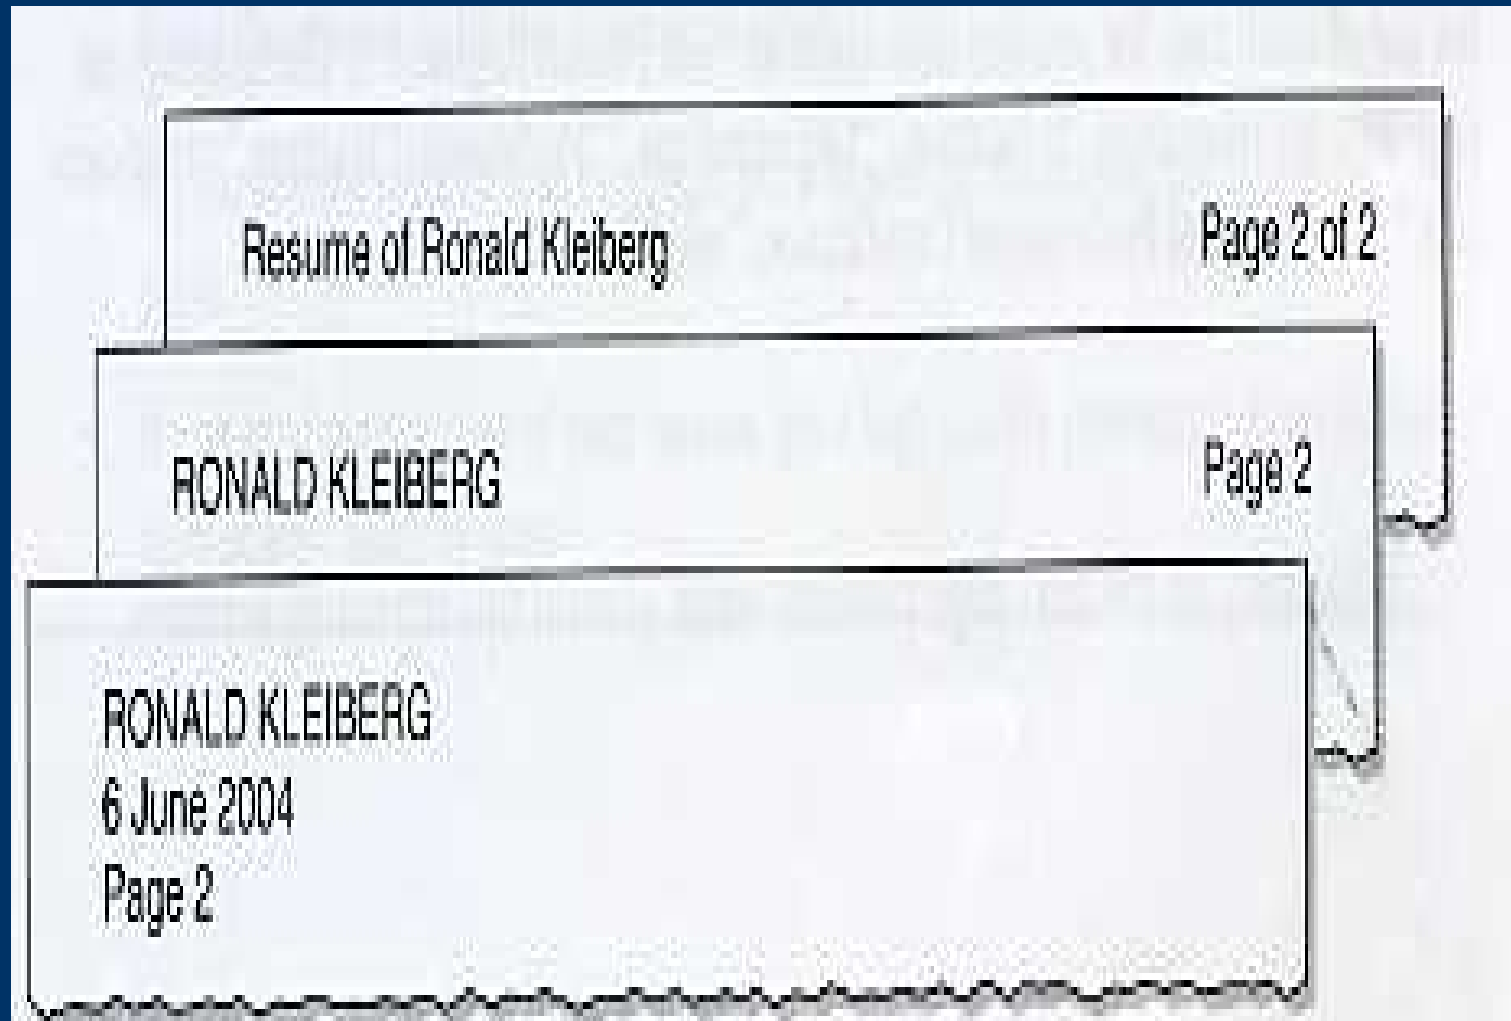 Resume of Ronald Kleiberg Page 2 of 2
RONALD KLEIBERG Page 2
RONALD KLEIBERG
6 June 2004
Page 2